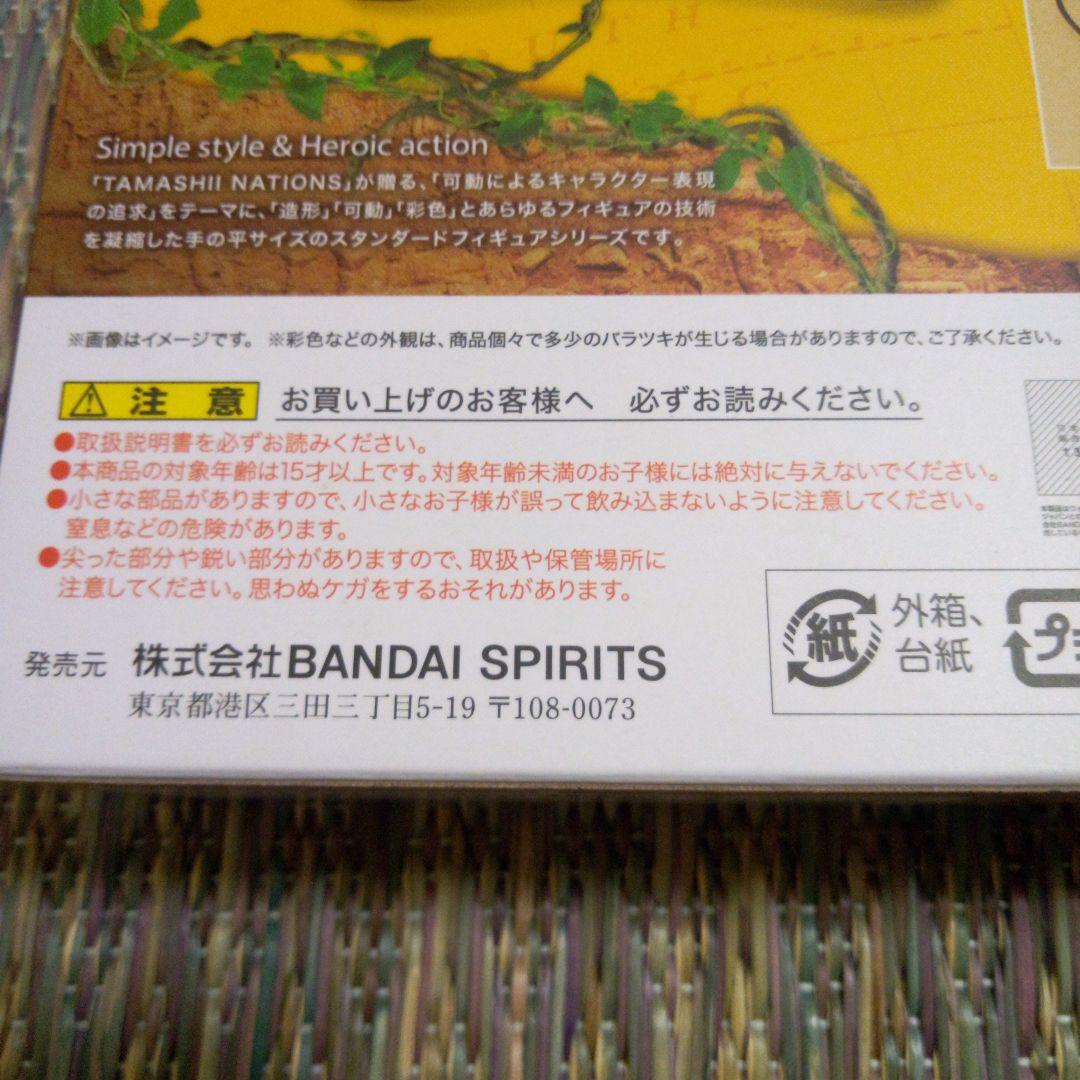 Simple style & Heroic action
「TAMASHII NATIONS」が贈る、「可動によるキャラクター表現
の追求」をテーマに、「造形」「可動」「彩色」とあらゆるフィギュアの技術
を凝縮した手の平サイズのスタンダードフィギュアシリーズです。
※画像はイメージです。 ※彩色などの外観は、商品個々で多少のバラツキが生じる場合がありますので、ご了承ください。
注意 お買い上げのお客様へ 必ずお読みください。
●取扱説明書を必ずお読みください。
●本商品の対象年齢は15才以上です。対象年齢未満のお子様には絶対に与えないでください。
●小さな部品がありますので、小さなお子様が誤って飲み込まないように注意してください。
窒息などの危険があります。
●尖った部分や鋭い部分がありますので、取扱や保管場所に
注意してください。思わぬケガをするおそれがあります。
紙 外箱、
台紙
プ
発売元 株式会社BANDAI SPIRITS
東京都港区三田三丁目5-19 〒108-0073